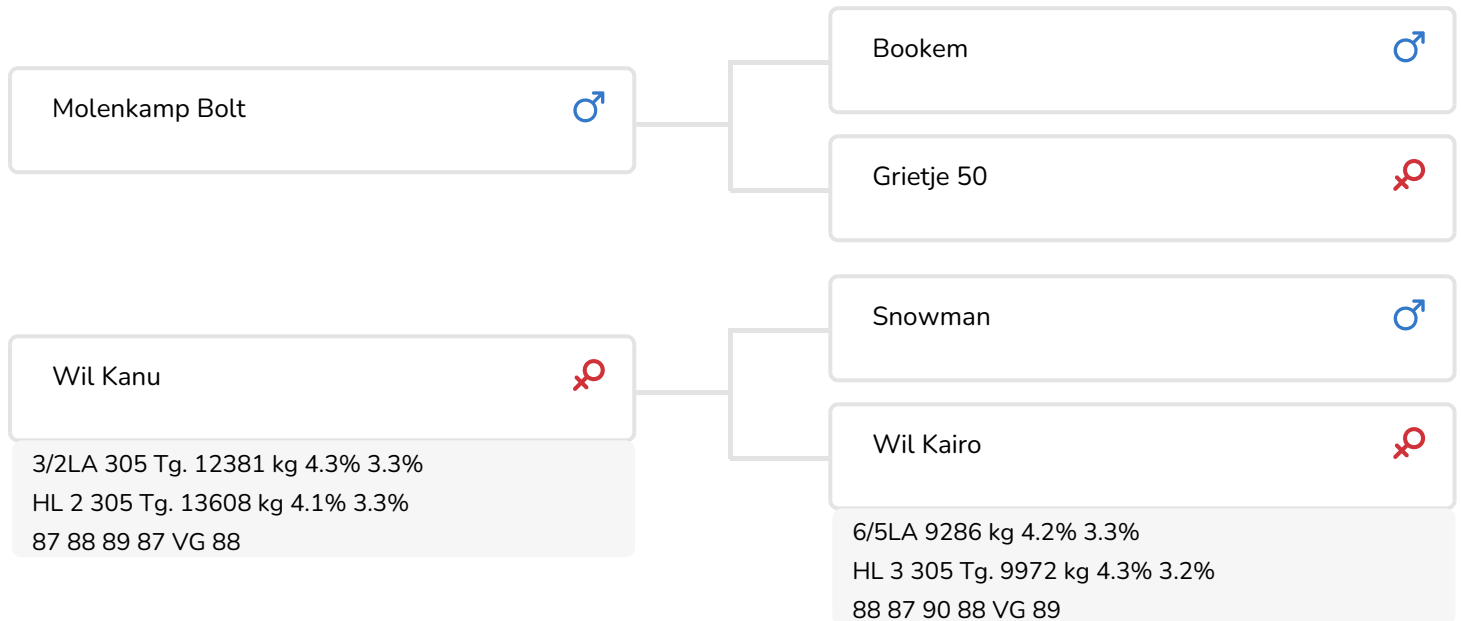 Molenkamp Bolt
Bookem
Grietje 50
Wil Kanu
3/2LA 305 Tg. 12381 kg 4.3% 3.3%
HL 2 305 Tg. 13608 kg 4.1% 3.3%
87 88 89 87 VG 88
Snowman
Wil Kairo
6/5LA 9286 kg 4.2% 3.3%
HL 3 305 Tg. 9972 kg 4.3% 3.2%
88 87 90 88 VG 89